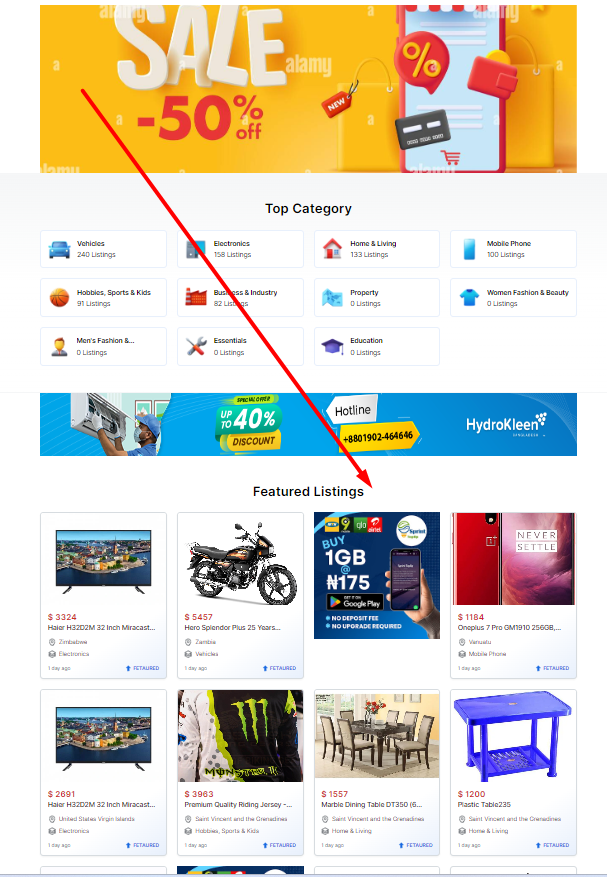 SALE
-50% off
alamy
a
NEW
%
Top Category
Vehicles
240 Listings
Electronics
158 Listings
Home & Living
133 Listings
Mobile Phone
100 Listings
Hobbies, Sports & Kids
91 Listings
Business & Industry
82 Listings
Property
0 Listings
Women Fashion & Beauty
0 Listings
Men's Fashion &...
0 Listings
Essentials
0 Listings
Education
0 Listings
SPECIAL OFFER
UP TO 40%
DISCOUNT
Hotline
+8801902-464646
HydroKleen
BANGLADESH
Featured Listings
$ 3324
Haier H32D2M 32 Inch Miracast...
Zimbabwe
Electronics
1 day ago
FETAURED
$ 5457
Hero Splendor Plus 25 Years...
Zambia
Vehicles
1 day ago
FETAURED
MTN
9
glo
airtel
Sprint
BUY
1GB
@
₦175
GET IT ON
Google Play
NO DEPOSIT FEE
NO UPGRADE REQUIRED
NEVER
SETTLE
$ 1184
Oneplus 7 Pro GM1910 256GB,...
Vanuatu
Mobile Phone
1 day ago
FETAURED
$ 2691
Haier H32D2M 32 Inch Miracast...
United States Virgin Islands
Electronics
1 day ago
FETAURED
$ 3963
Premium Quality Riding Jersey -...
Saint Vincent and the Grenadines
Hobbies, Sports & Kids
1 day ago
FETAURED
$ 1557
Marble Dining Table DT350 (6...
Saint Vincent and the Grenadines
Home & Living
1 day ago
FETAURED
$ 1200
Plastic Table235
Saint Vincent and the Grenadines
Home & Living
1 day ago
FETAURED